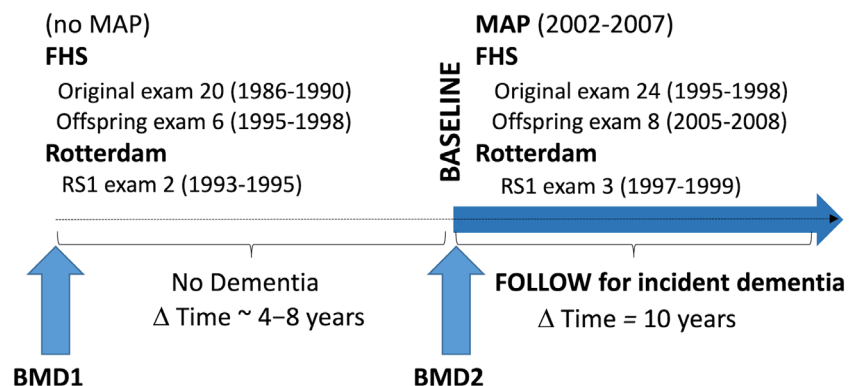 (no MAP)
FHS
Original exam 20 (1986-1990)
Offspring exam 6 (1995-1998)
Rotterdam
RS1 exam 2 (1993-1995)
BASELINE
MAP (2002-2007)
FHS
Original exam 24 (1995-1998)
Offspring exam 8 (2005-2008)
Rotterdam
RS1 exam 3 (1997-1999)
No Dementia
Δ Time ~ 4−8 years
FOLLOW for incident dementia
Δ Time = 10 years
BMD1
BMD2